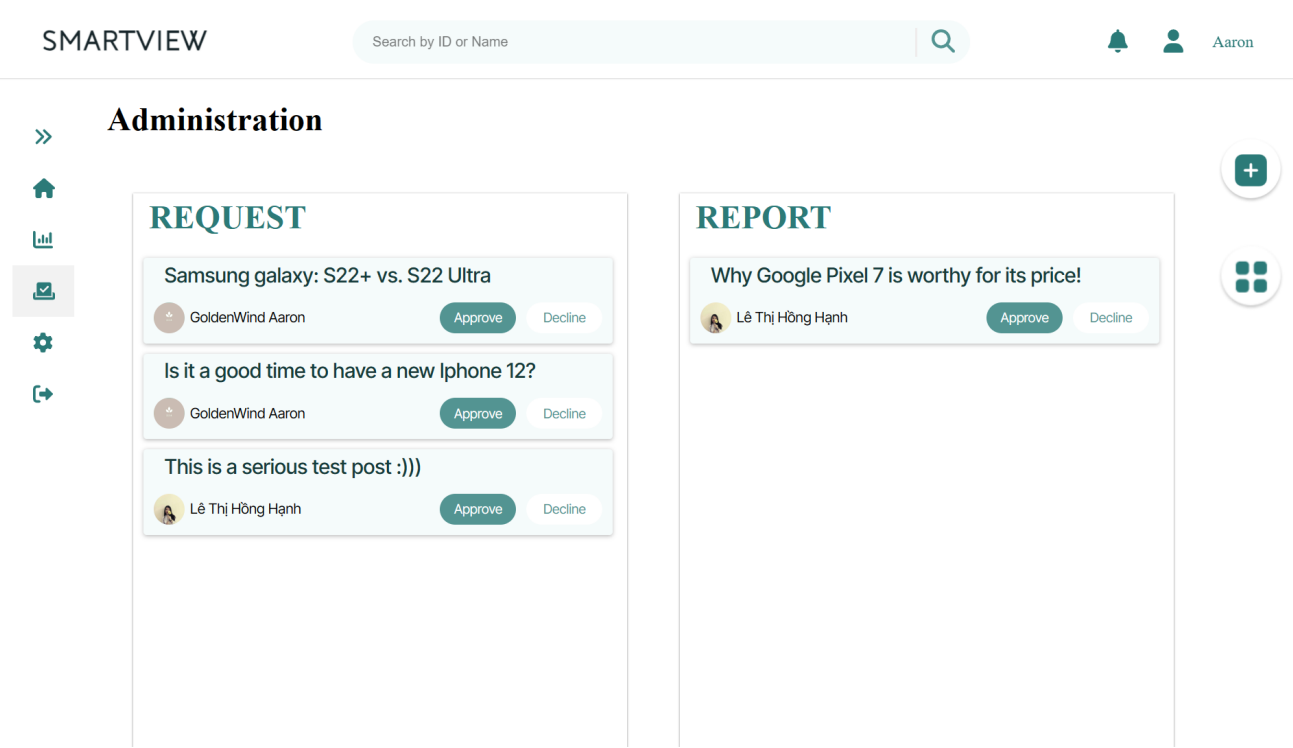 SMARTVIEW
Search by ID or Name
Aaron
Administration
REQUEST
Samsung galaxy: S22+ vs. S22 Ultra
GoldenWind Aaron
Approve
Decline
Is it a good time to have a new Iphone 12?
GoldenWind Aaron
Approve
Decline
This is a serious test post :)))
Lê Thị Hồng Hạnh
Approve
Decline
REPORT
Why Google Pixel 7 is worthy for its price!
Lê Thị Hồng Hạnh
Approve
Decline